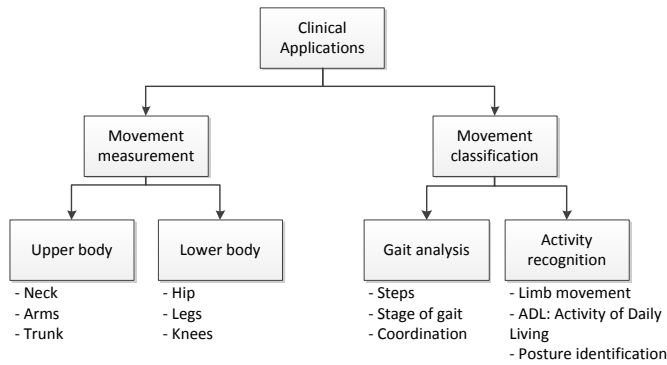 Clinical
Applications
Movement
measurement
Movement
classification
Upper body
Lower body
Gait analysis
Activity
recognition
- Neck
- Arms
- Trunk
- Hip
- Legs
- Knees
- Steps
- Stage of gait
- Coordination
- Limb movement
- ADL: Activity of Daily
Living
- Posture identification